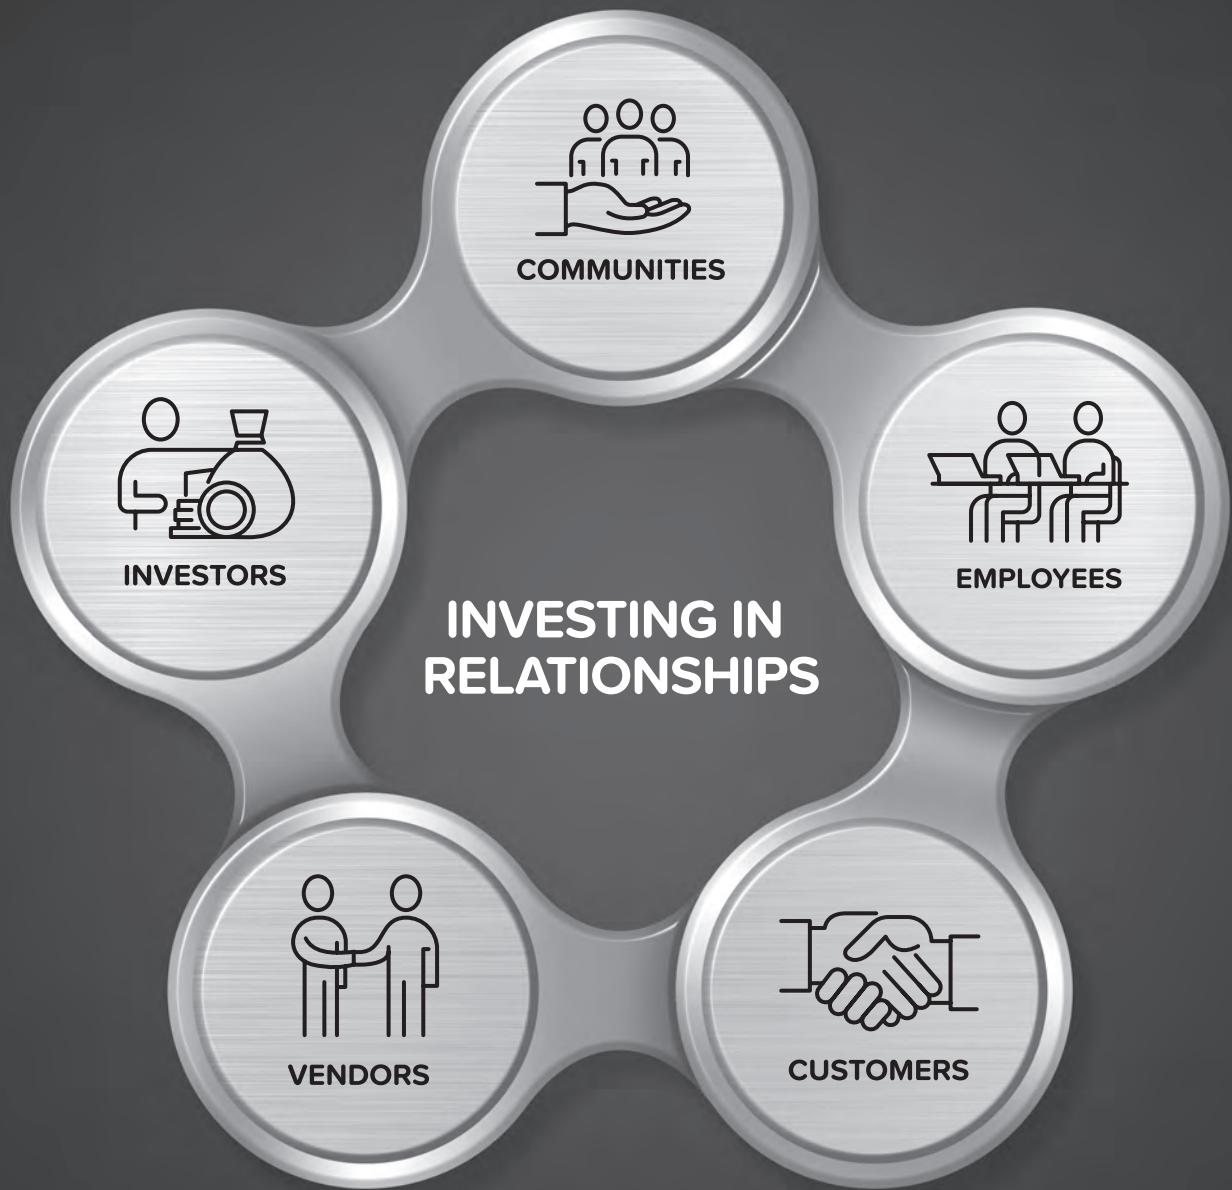 COMMUNITIES
INVESTORS
EMPLOYEES
INVESTING IN
RELATIONSHIPS
VENDORS
CUSTOMERS